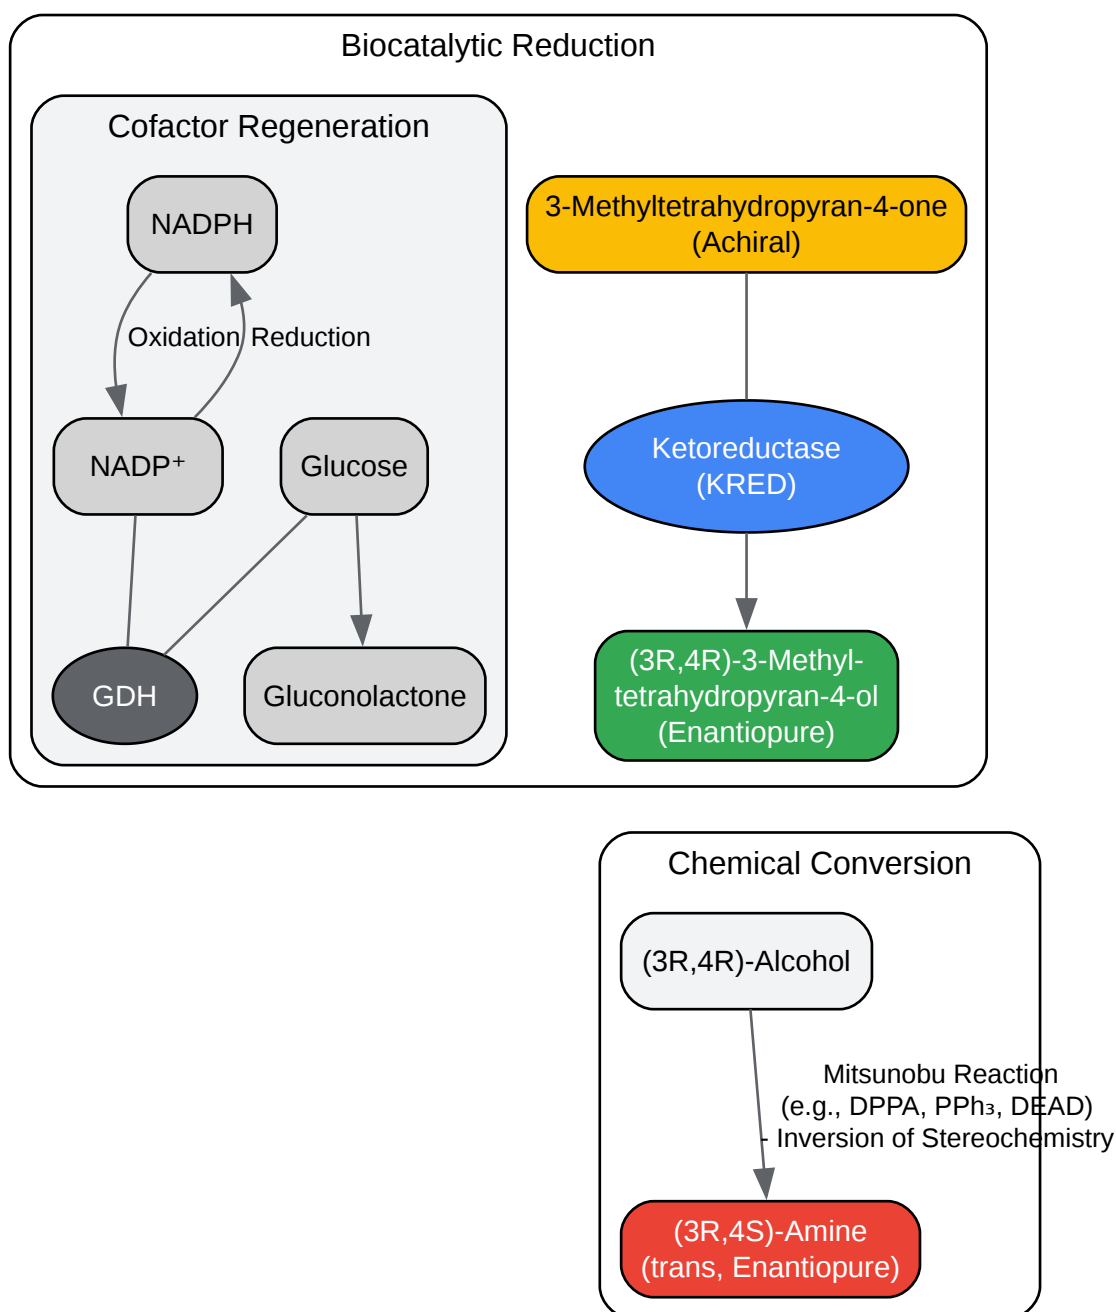 Biocatalytic Reduction
Cofactor Regeneration
NADPH
Oxidation
Reduction
NADP⁺
Glucose
GDH
Gluconolactone
3-Methyltetrahydropyran-4-one
(Achiral)
Ketoreductase
(KRED)
(3R,4R)-3-Methyl-
tetrahydropyran-4-ol
(Enantiopure)
Chemical Conversion
(3R,4R)-Alcohol
Mitsunobu Reaction
(e.g., DPPA, PPh₃, DEAD)
- Inversion of Stereochemistry
(3R,4S)-Amine
(trans, Enantiopure)